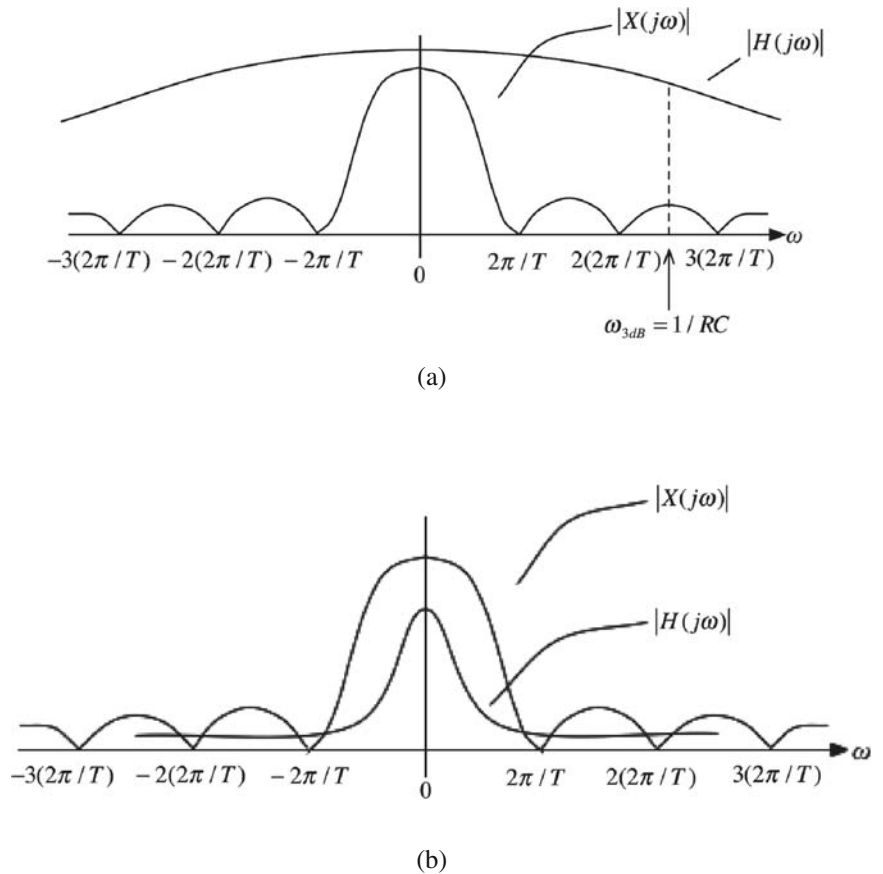 |X(jω)|
|H(jω)|
−3(2π/T) −2(2π/T) −2π/T 0 2π/T 2(2π/T) 3(2π/T) ω
ω3dB = 1/RC
(a)
|X(jω)|
|H(jω)|
−3(2π/T) −2(2π/T) −2π/T 0 2π/T 2(2π/T) 3(2π/T) ω
(b)